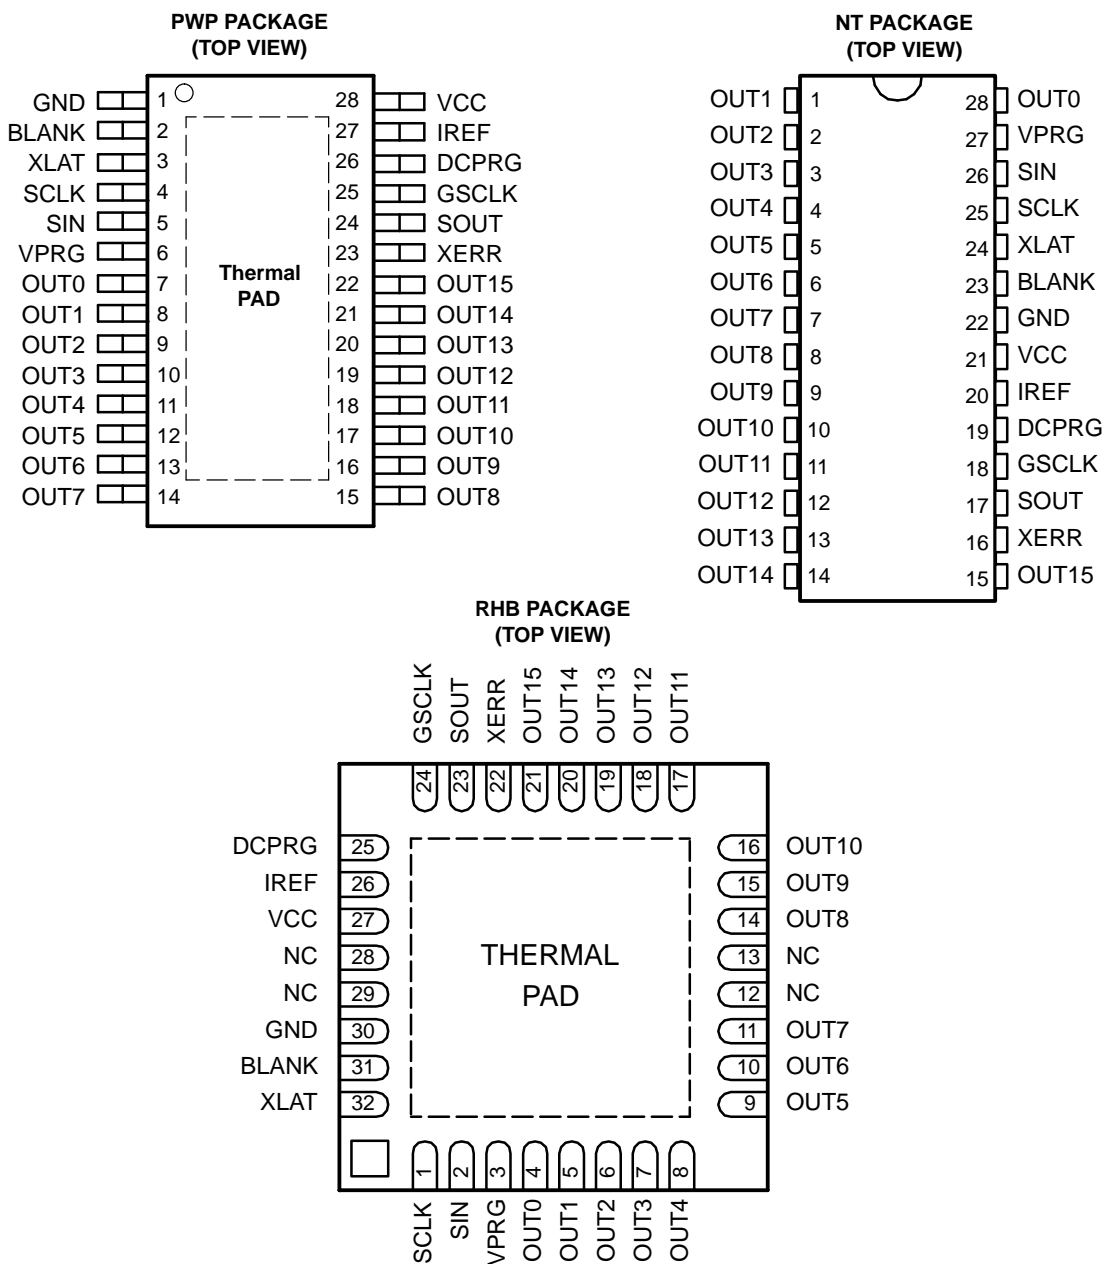 PWP PACKAGE
(TOP VIEW)
GND 1 28 VCC
BLANK 2 27 IREF
XLAT 3 26 DCPRG
SCLK 4 25 GSCLK
SIN 5 24 SOUT
VPRG 6 23 XERR
OUT0 7 22 OUT15
OUT1 8 21 OUT14
OUT2 9 20 OUT13
OUT3 10 19 OUT12
OUT4 11 18 OUT11
OUT5 12 17 OUT10
OUT6 13 16 OUT9
OUT7 14 15 OUT8
Thermal
PAD
NT PACKAGE
(TOP VIEW)
OUT1 1 28 OUT0
OUT2 2 27 VPRG
OUT3 3 26 SIN
OUT4 4 25 SCLK
OUT5 5 24 XLAT
OUT6 6 23 BLANK
OUT7 7 22 GND
OUT8 8 21 VCC
OUT9 9 20 IREF
OUT10 10 19 DCPRG
OUT11 11 18 GSCLK
OUT12 12 17 SOUT
OUT13 13 16 XERR
OUT14 14 15 OUT15
RHB PACKAGE
(TOP VIEW)
GSCLK SOUT XERR OUT15 OUT14 OUT13 OUT12 OUT11
24 23 22 21 20 19 18 17
DCPRG 25 16 OUT10
IREF 26 15 OUT9
VCC 27 14 OUT8
NC 28 13 NC
NC 29 12 NC
GND 30 11 OUT7
BLANK 31 10 OUT6
XLAT 32 9 OUT5
THERMAL
PAD
1 2 3 4 5 6 7 8
SCLK SIN VPRG OUT0 OUT1 OUT2 OUT3 OUT4